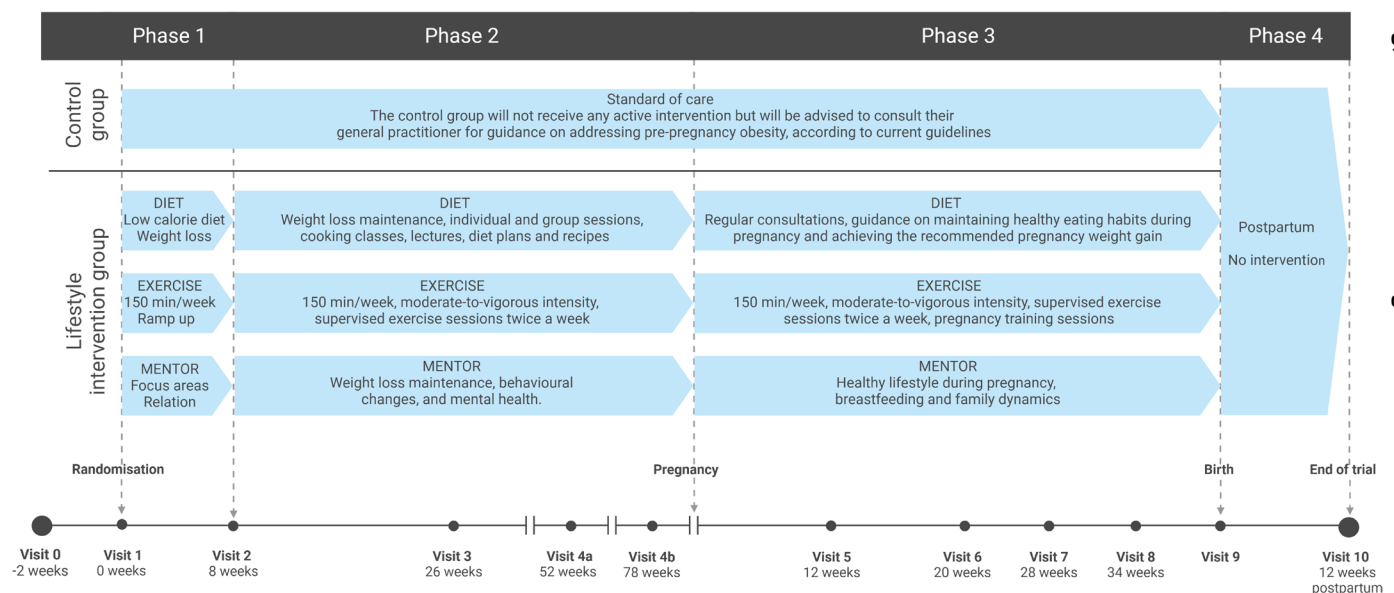 Phase 1
Phase 2
Phase 3
Phase 4
Control
group
Standard of care
The control group will not receive any active intervention but will be advised to consult their
general practitioner for guidance on addressing pre-pregnancy obesity, according to current guidelines
Lifestyle
intervention group
DIET
Low calorie diet
Weight loss
DIET
Weight loss maintenance, individual and group sessions,
cooking classes, lectures, diet plans and recipes
DIET
Regular consultations, guidance on maintaining healthy eating habits during
pregnancy and achieving the recommended pregnancy weight gain
EXERCISE
150 min/week
Ramp up
EXERCISE
150 min/week, moderate-to-vigorous intensity,
supervised exercise sessions twice a week
EXERCISE
150 min/week, moderate-to-vigorous intensity, supervised exercise
sessions twice a week, pregnancy training sessions
MENTOR
Focus areas
Relation
MENTOR
Weight loss maintenance, behavioural
changes, and mental health.
MENTOR
Healthy lifestyle during pregnancy,
breastfeeding and family dynamics
Postpartum
No intervention
Randomisation
Pregnancy
Birth
End of trial
Visit 0
-2 weeks
Visit 1
0 weeks
Visit 2
8 weeks
Visit 3
26 weeks
Visit 4a
52 weeks
Visit 4b
78 weeks
Visit 5
12 weeks
Visit 6
20 weeks
Visit 7
28 weeks
Visit 8
34 weeks
Visit 9
Visit 10
12 weeks
postpartum